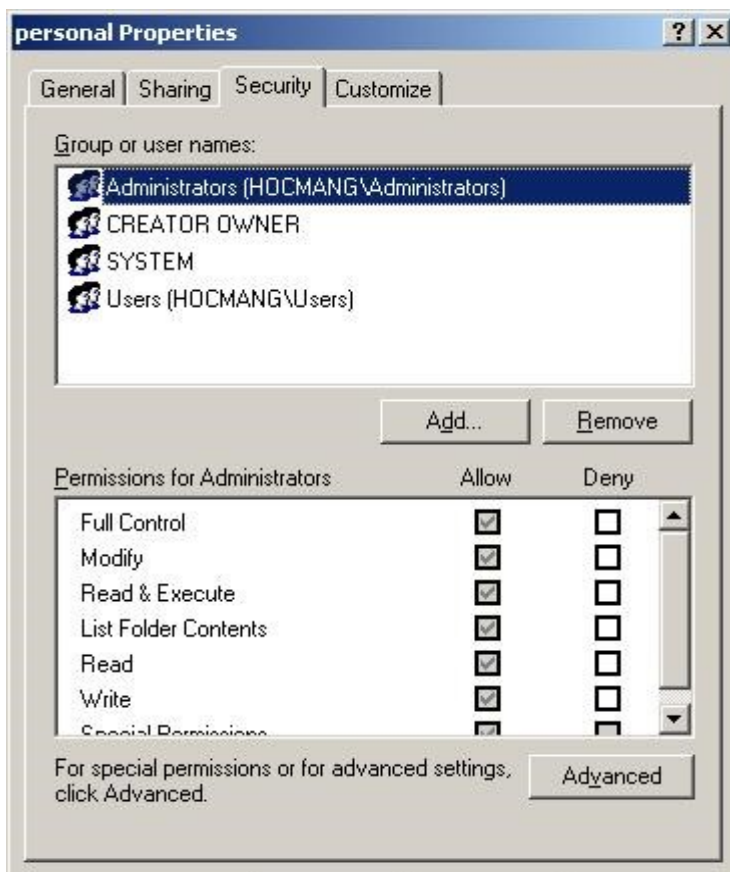 personal Properties
General Sharing Security Customize
Group or user names:
Administrators (HOCMANG\Administrators)
CREATOR OWNER
SYSTEM
Users (HOCMANG\Users)
Add... Remove
Permissions for Administrators Allow Deny
Full Control
Modify
Read & Execute
List Folder Contents
Read
Write
Special Permissions
For special permissions or for advanced settings, Advanced
click Advanced.